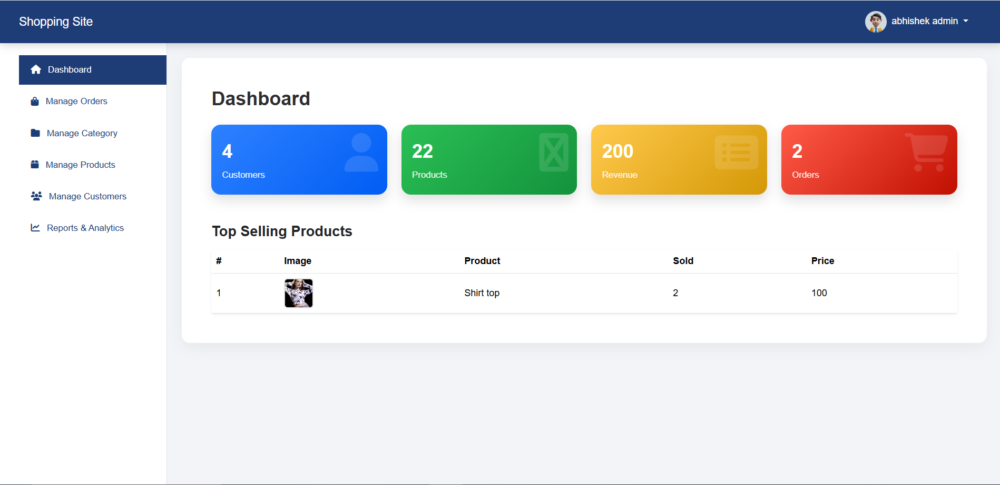 Shopping Site
abhishek admin
Dashboard
Manage Orders
Manage Category
Manage Products
Manage Customers
Reports & Analytics
Dashboard
4
Customers
22
Products
200
Revenue
2
Orders
Top Selling Products
# Image Product Sold Price
1 Shirt top 2 100